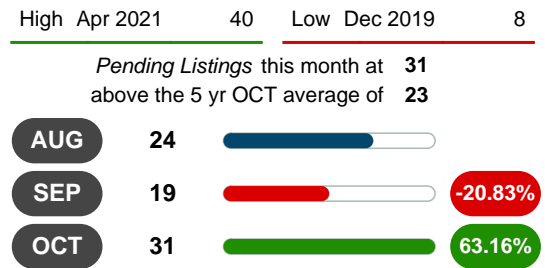 High Apr 2021 40 Low Dec 2019 8
Pending Listings this month at 31
above the 5 yr OCT average of 23
AUG 24
SEP 19 -20.83%
OCT 31 63.16%